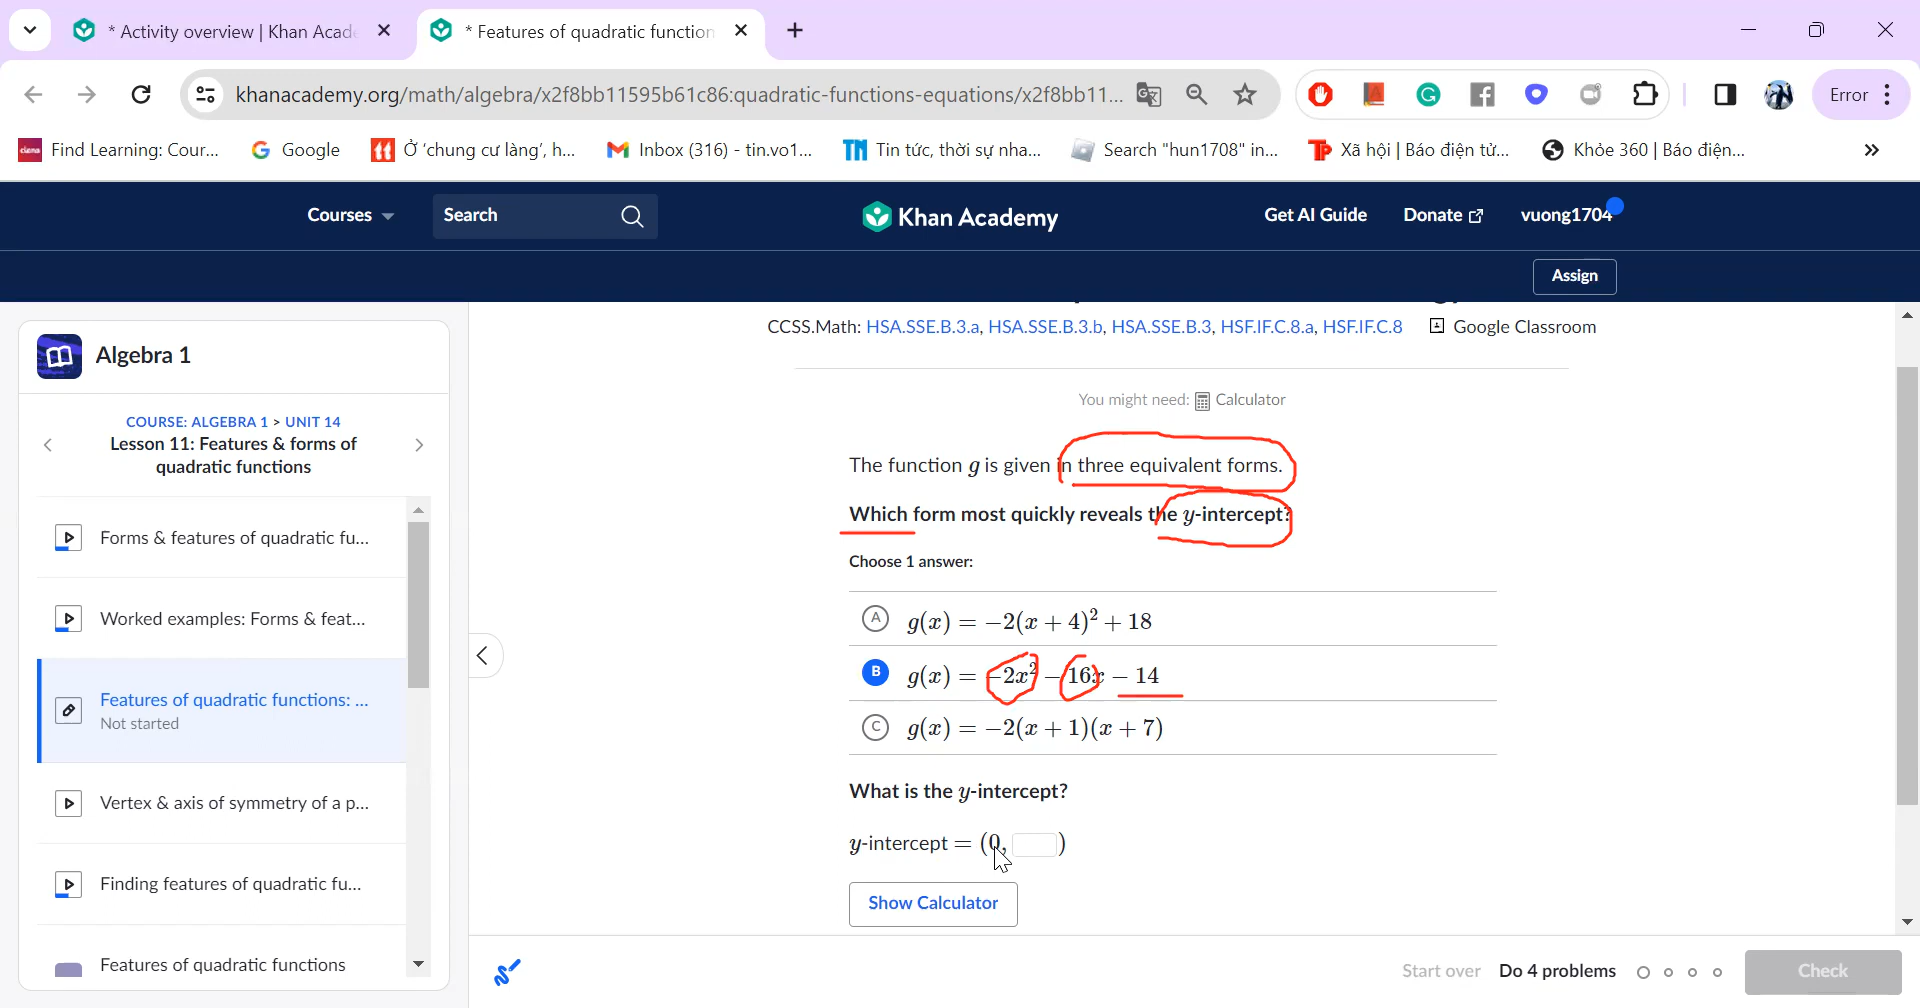 * Activity overview | Khan Acade
* Features of quadratic function
khanacademy.org/math/algebra/x2f8bb11595b61c86:quadratic-functions-equations/x2f8bb11...
Error
Find Learning: Cour...
Google
Ở 'chung cư làng', h...
Inbox (316) - tin.vo1...
Tin tức, thời sự nha...
Search "hun1708" in...
Xã hội | Báo điện tử...
Khỏe 360 | Báo điện...
»
Courses
Search
Khan Academy
Get AI Guide
Donate
vuong1704
Assign
CCSS.Math: HSA.SSE.B.3.a, HSA.SSE.B.3.b, HSA.SSE.B.3, HSF.IF.C.8.a, HSF.IF.C.8
Google Classroom
Algebra 1
COURSE: ALGEBRA 1 > UNIT 14
Lesson 11: Features & forms of
quadratic functions
Forms & features of quadratic fu...
Worked examples: Forms & feat...
Features of quadratic functions: ...
Not started
Vertex & axis of symmetry of a p...
Finding features of quadratic fu...
Features of quadratic functions
You might need: Calculator
The function g is given in three equivalent forms.
Which form most quickly reveals the y-intercept?
Choose 1 answer:
A g(x) = −2(x + 4)² + 18
B g(x) = −2x² − 16x − 14
C g(x) = −2(x + 1)(x + 7)
What is the y-intercept?
y-intercept = (0, )
Show Calculator
Start over
Do 4 problems
Check